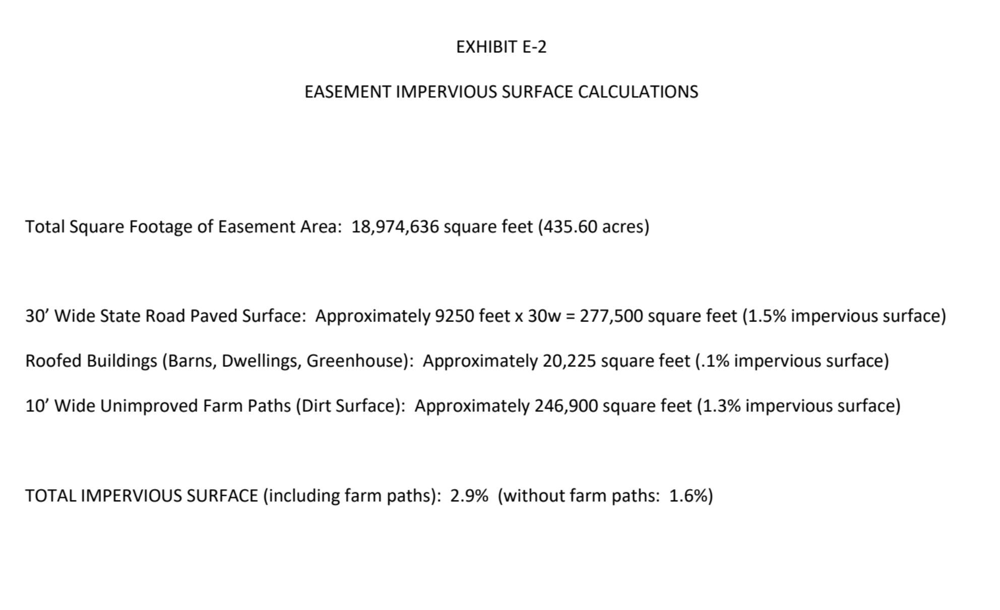 EXHIBIT E-2
EASEMENT IMPERVIOUS SURFACE CALCULATIONS
Total Square Footage of Easement Area:  18,974,636 square feet (435.60 acres)
30’ Wide State Road Paved Surface:  Approximately 9250 feet x 30w = 277,500 square feet (1.5% impervious surface)
Roofed Buildings (Barns, Dwellings, Greenhouse):  Approximately 20,225 square feet (.1% impervious surface)
10’ Wide Unimproved Farm Paths (Dirt Surface):  Approximately 246,900 square feet (1.3% impervious surface)
TOTAL IMPERVIOUS SURFACE (including farm paths):  2.9%  (without farm paths:  1.6%)